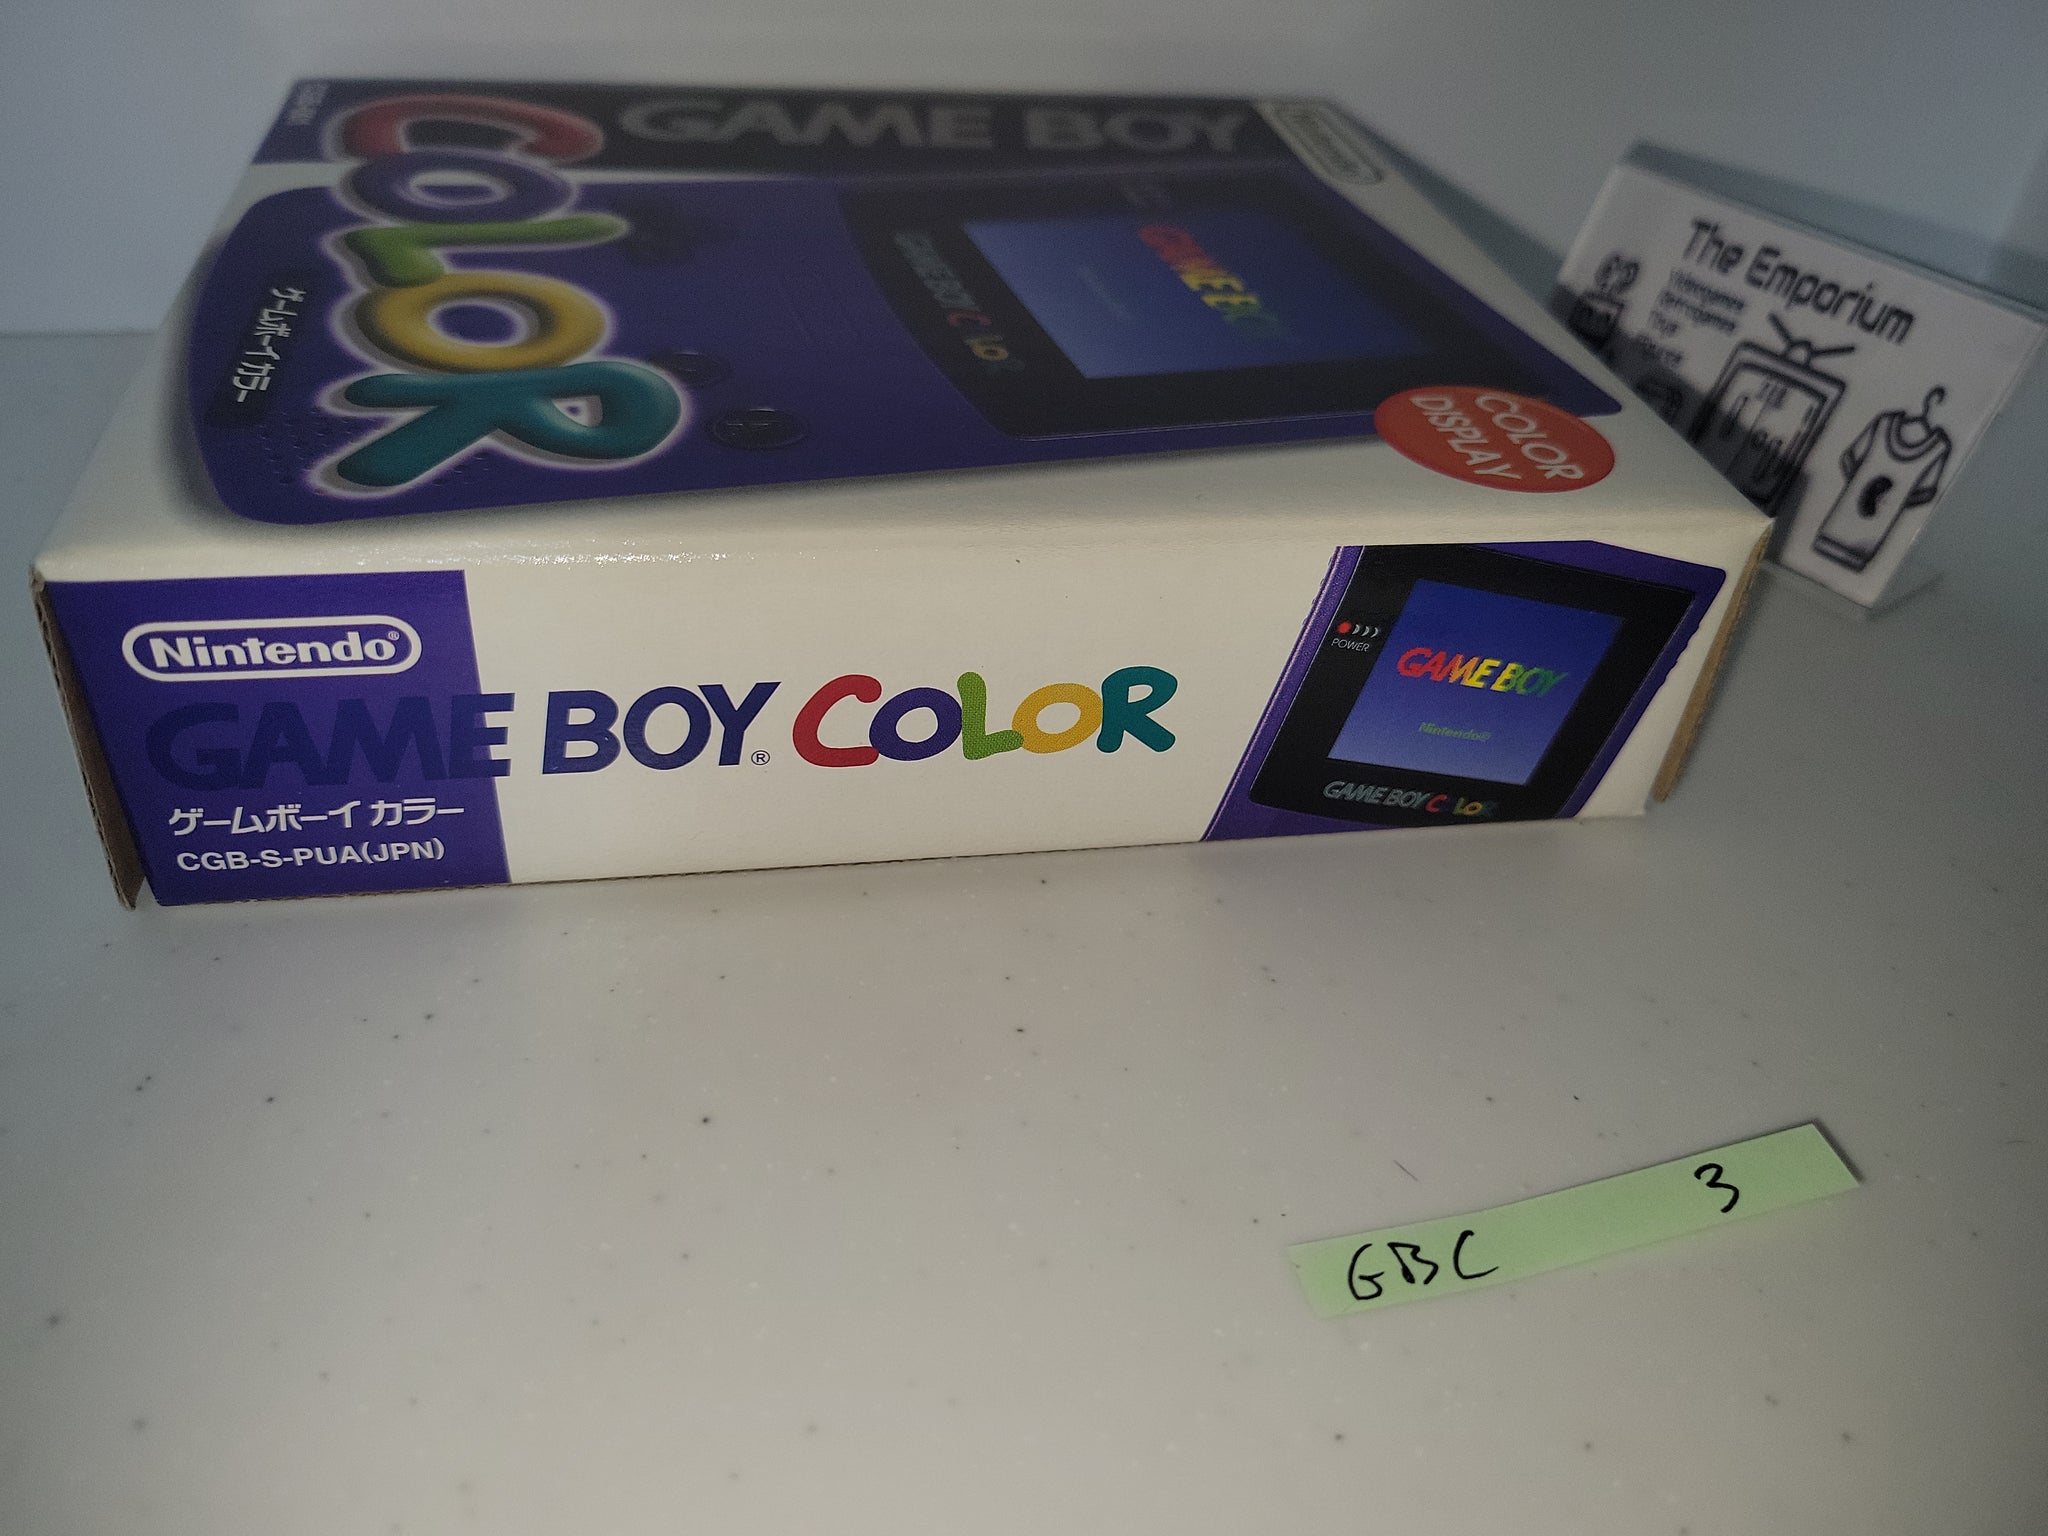 GAME BOY
COLOR
Nintendo
ゲームボーイカラー
GAME BOY
GAME BOY COLOR
COLOR
DISPLAY
The Emporium
Nintendo®
GAME BOY® COLOR
ゲームボーイ カラー
CGB-S-PUA(JPN)
POWER
GAME BOY
Nintendo®
GAME BOY COLOR
GBC 3